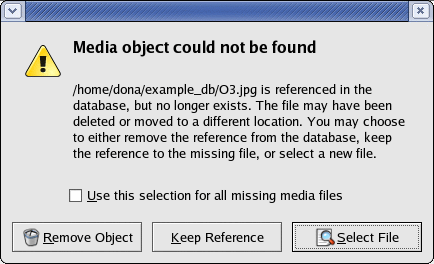 Media object could not be found
/home/dona/example_db/O3.jpg is referenced in the
database, but no longer exists. The file may have been
deleted or moved to a different location. You may choose
to either remove the reference from the database, keep
the reference to the missing file, or select a new file.
Use this selection for all missing media files
Remove Object Keep Reference Select File